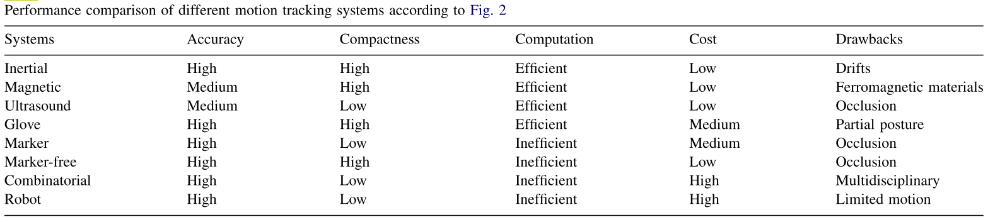 Performance comparison of different motion tracking systems according to Fig. 2
Systems Accuracy Compactness Computation Cost Drawbacks
Inertial High High Efficient Low Drifts
Magnetic Medium High Efficient Low Ferromagnetic materials
Ultrasound Medium Low Efficient Low Occlusion
Glove High High Efficient Medium Partial posture
Marker High Low Inefficient Medium Occlusion
Marker-free High High Inefficient Low Occlusion
Combinatorial High Low Inefficient High Multidisciplinary
Robot High Low Inefficient High Limited motion